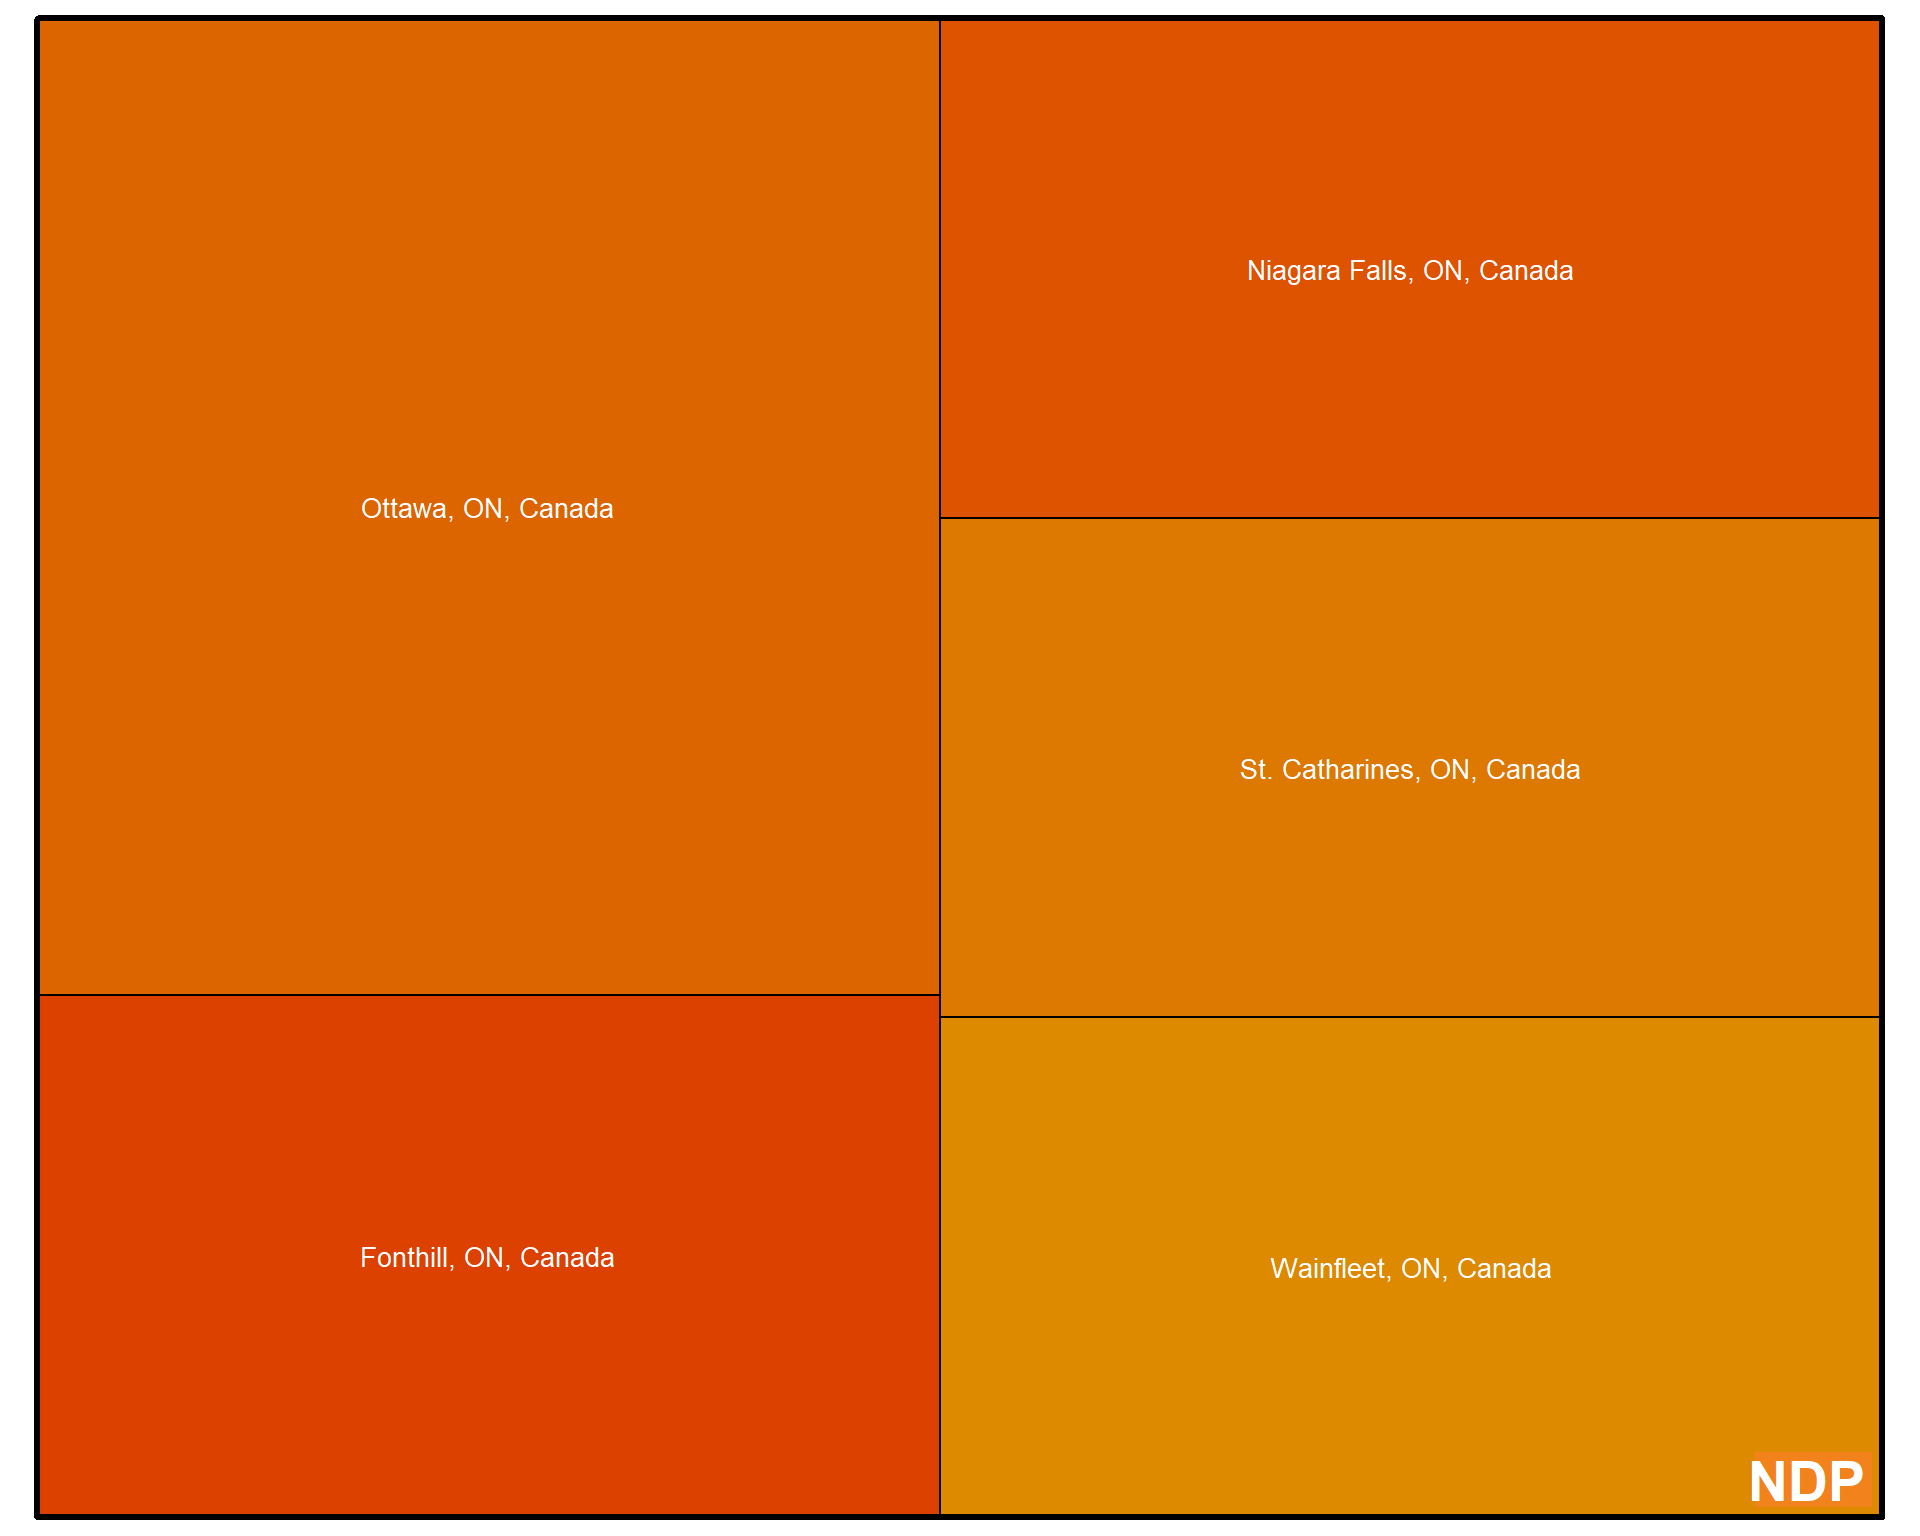 Ottawa, ON, Canada
Fonthill, ON, Canada
Niagara Falls, ON, Canada
St. Catharines, ON, Canada
Wainfleet, ON, Canada
NDP